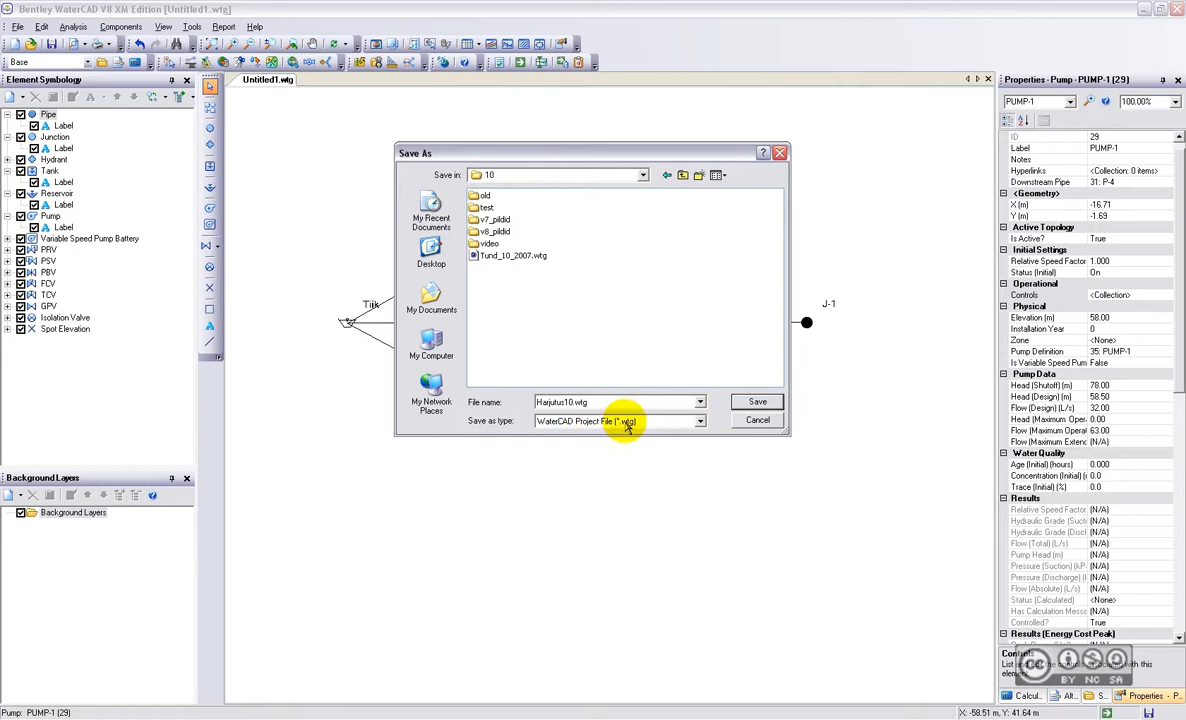 Bentley WaterCAD V8 XM Edition [Untitled1.wtg]
File Edit Analysis Components View Tools Report Help
Base
Element Symbology
Pipe
Label
Junction
Label
Hydrant
Tank
Label
Reservoir
Label
Pump
Label
Variable Speed Pump Battery
PRV
PSV
PBV
FCV
TCV
GPV
Isolation Valve
Spot Elevation
Background Layers
Background Layers
Untitled1.wtg
Tiik
J-1
Save As
Save in: 10
My Recent Documents
Desktop
My Documents
My Computer
My Network Places
old
test
v7_pildid
v8_pildid
video
Tund_10_2007.wtg
File name: Harjutus10.wtg Save
Save as type: WaterCAD Project File (*.wtg) Cancel
Properties - Pump - PUMP-1 (29)
PUMP-1 100.00%
ID 29
Label PUMP-1
Notes
Hyperlinks <Collection: 0 items>
Downstream Pipe 31: P-4
<Geometry>
X (m) -16.71
Y (m) -1.69
Active Topology
Is Active? True
Initial Settings
Relative Speed Factor 1.000
Status (Initial) On
Operational
Controls <Collection>
Physical
Elevation (m) 58.00
Installation Year 0
Zone <None>
Pump Definition 35: PUMP-1
Is Variable Speed Pum False
Pump Data
Head (Shutoff) (m) 78.00
Head (Design) (m) 58.50
Flow (Design) (L/s) 32.00
Head (Maximum Oper 0.00
Flow (Maximum Operat 63.00
Flow (Maximum Extend (N/A)
Water Quality
Age (Initial) (hours) 0.000
Concentration (Initial) ( 0.0
Trace (Initial) (%) 0.0
Results
Relative Speed Factor (N/A)
Hydraulic Grade (Sucti (N/A)
Hydraulic Grade (Disch (N/A)
Flow (Total) (L/s) (N/A)
Pump Head (m) (N/A)
Pressure (Suction) (kP (N/A)
Pressure (Discharge) ( (N/A)
Flow (Absolute) (L/s) (N/A)
Status (Calculated) <None>
Has Calculation Messa (N/A)
Controlled? True
Results (Energy Cost Peak)
Controls
BY NC SA
Calcul... Alt... S... Properties - P...
Pump: PUMP-1 (29)
X: -58.51 m, Y: 41.64 m